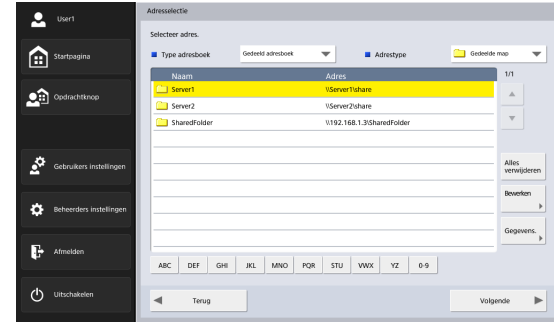 User1
Startpagina
Opdrachtknop
Gebruikers instellingen
Beheerders instellingen
Afmelden
Uitschakelen
Adresselectie
Selecteer adres.
Type adresboek
Gedeeld adresboek
Adrestype
Gedeelde map
Naam Adres
Server1 \\Server1\share
Server2 \\Server2\share
SharedFolder \\192.168.1.3\SharedFolder
1/1
Alles
verwijderen
Bewerken
Gegevens.
ABC DEF GHI JKL MNO PQR STU VWX YZ 0-9
Terug
Volgende